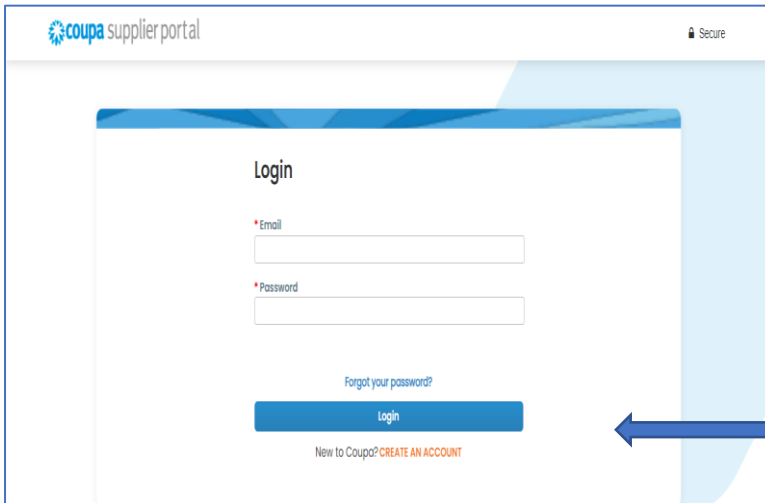 coupa supplier portal
Secure
Login
*Email
*Password
Forgot your password?
Login
New to Coupa? CREATE AN ACCOUNT